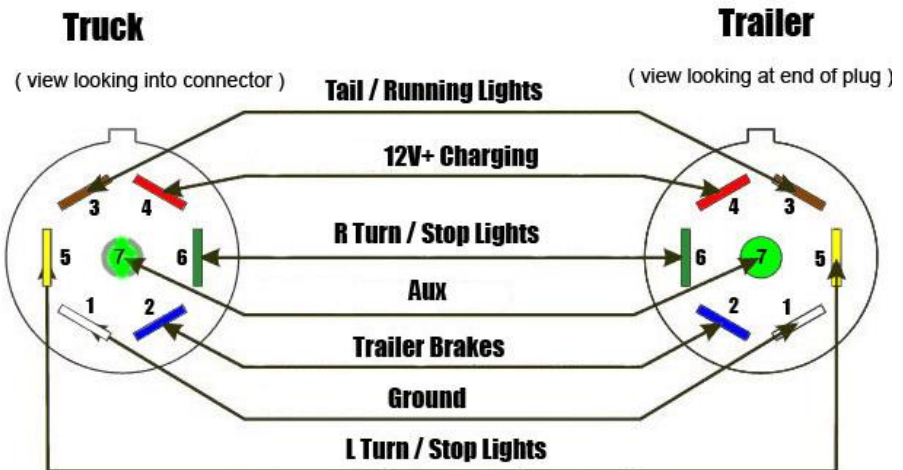 Truck
Trailer
( view looking into connector )
( view looking at end of plug )
Tail / Running Lights
12V+ Charging
3
4
4
3
R Turn / Stop Lights
5
7
6
6
7
5
Aux
1
2
2
1
Trailer Brakes
Ground
L Turn / Stop Lights